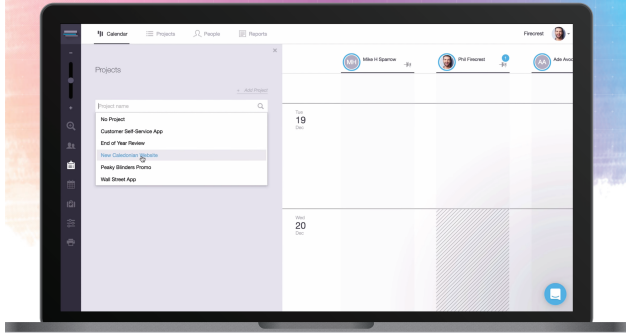 Calendar
Projects
People
Reports
Firecrest
Projects
+ Add Project
Project name
No Project
Customer Self-Service App
End of Year Review
New Caledonian Website
Peaky Blinders Promo
Wall Street App
MH Mike H Sparrow
Phil Firecrest
AA Ade Avoc
Tue
19
Dec
Wed
20
Dec